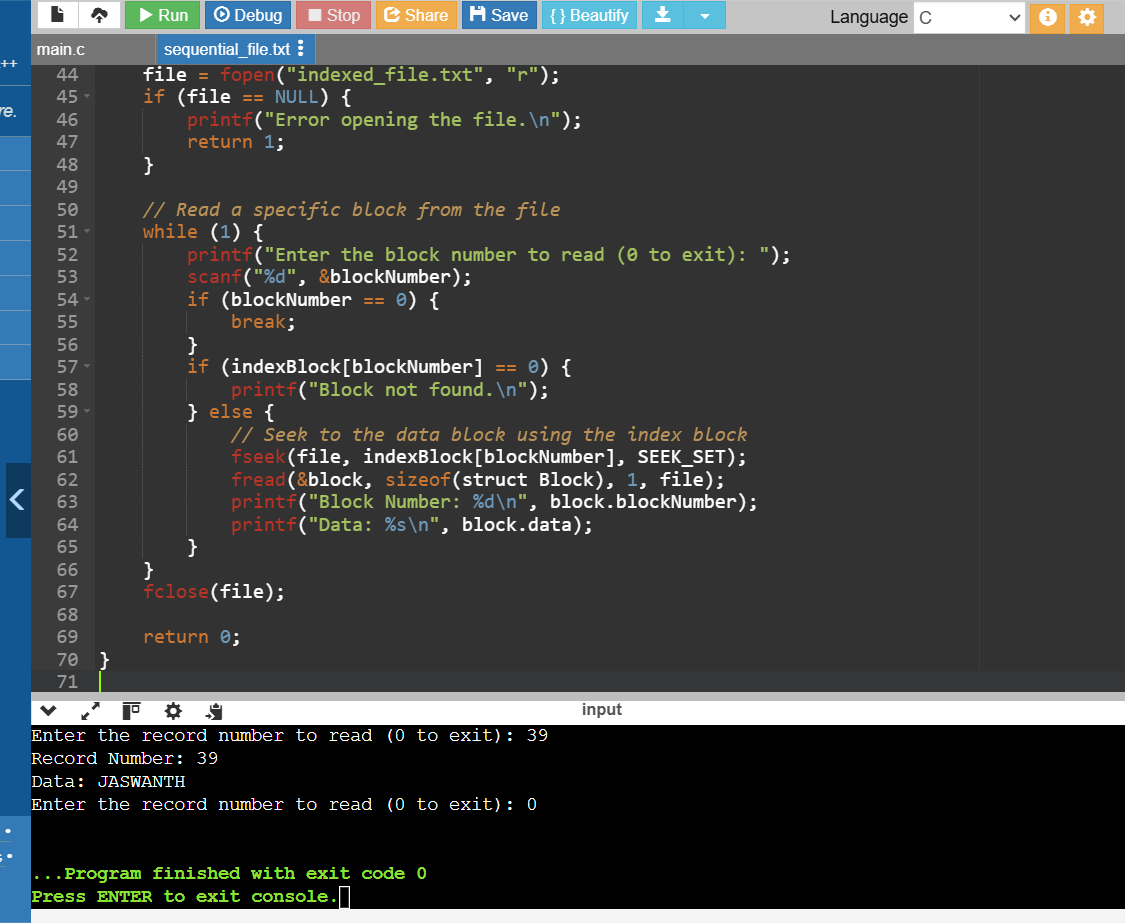 Run Debug Stop Share Save { } Beautify Language C
++
main.c sequential_file.txt
re.
44 file = fopen("indexed_file.txt", "r");
45 if (file == NULL) {
46 printf("Error opening the file.\n");
47 return 1;
48 }
49
50 // Read a specific block from the file
51 while (1) {
52 printf("Enter the block number to read (0 to exit): ");
53 scanf("%d", &blockNumber);
54 if (blockNumber == 0) {
55 break;
56 }
57 if (indexBlock[blockNumber] == 0) {
58 printf("Block not found.\n");
59 } else {
60 // Seek to the data block using the index block
61 fseek(file, indexBlock[blockNumber], SEEK_SET);
62 fread(&block, sizeof(struct Block), 1, file);
63 printf("Block Number: %d\n", block.blockNumber);
64 printf("Data: %s\n", block.data);
65 }
66 }
67 fclose(file);
68
69 return 0;
70 }
71
input
Enter the record number to read (0 to exit): 39
Record Number: 39
Data: JASWANTH
Enter the record number to read (0 to exit): 0
...Program finished with exit code 0
Press ENTER to exit console.